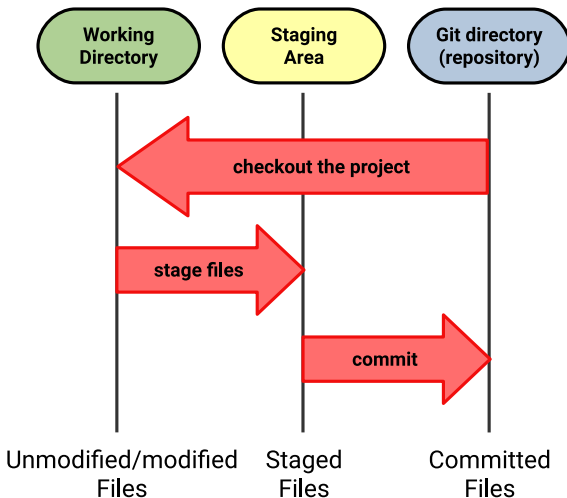 Working
Directory
Staging
Area
Git directory
(repository)
checkout the project
stage files
commit
Unmodified/modified
Files
Staged
Files
Committed
Files